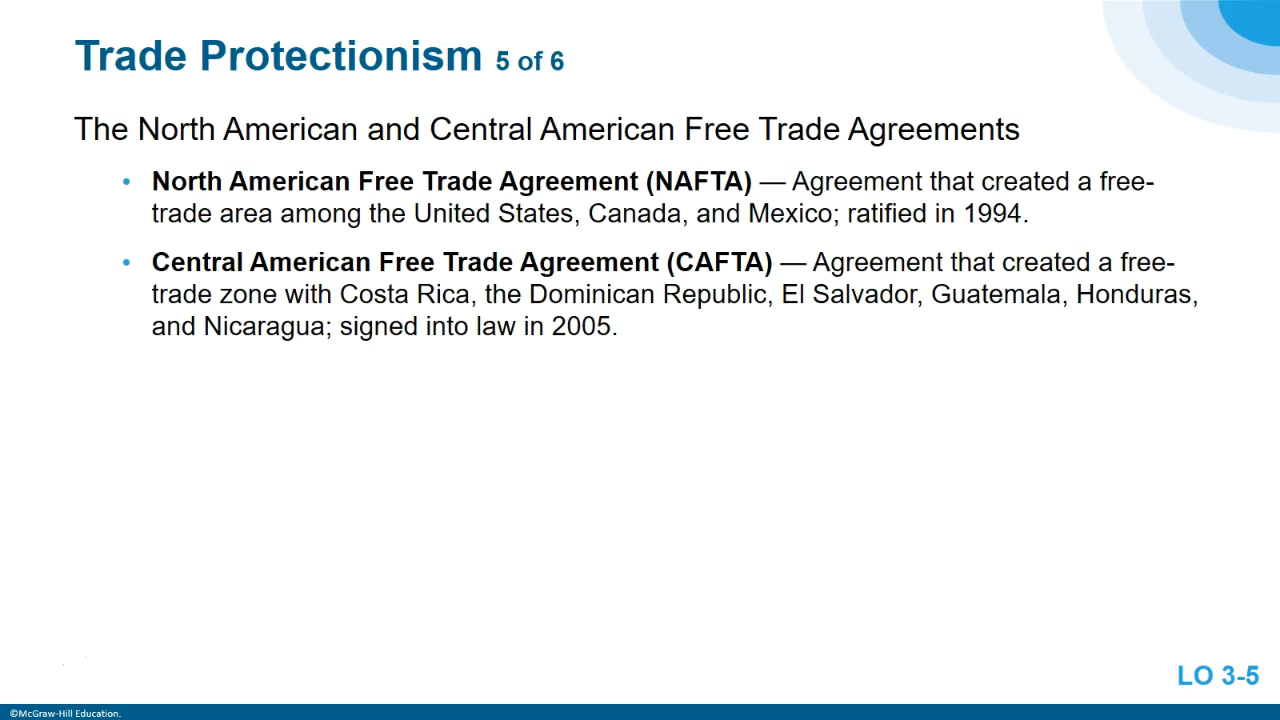 Trade Protectionism 5 of 6
The North American and Central American Free Trade Agreements
• North American Free Trade Agreement (NAFTA) — Agreement that created a free-
trade area among the United States, Canada, and Mexico; ratified in 1994.
• Central American Free Trade Agreement (CAFTA) — Agreement that created a free-
trade zone with Costa Rica, the Dominican Republic, El Salvador, Guatemala, Honduras,
and Nicaragua; signed into law in 2005.
LO 3-5
©McGraw-Hill Education.